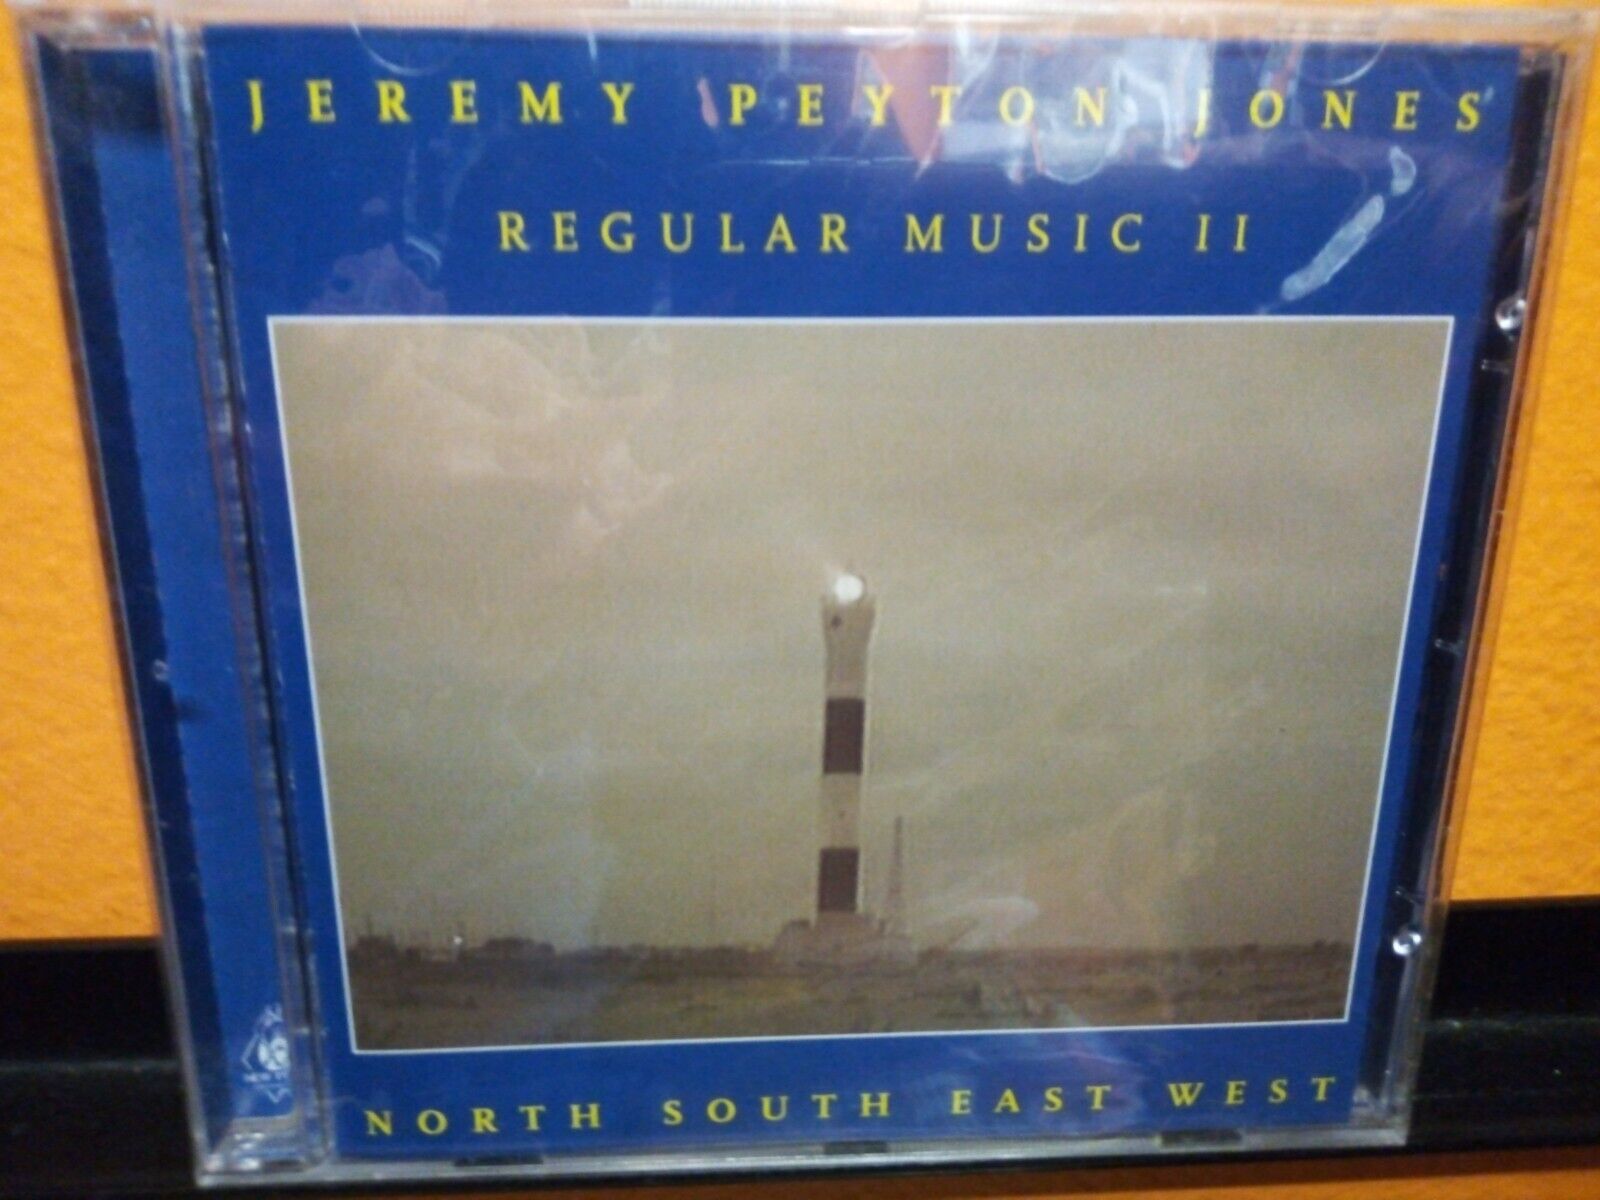 JEREMY PEYTON JONES
REGULAR MUSIC II
NORTH SOUTH EAST WEST